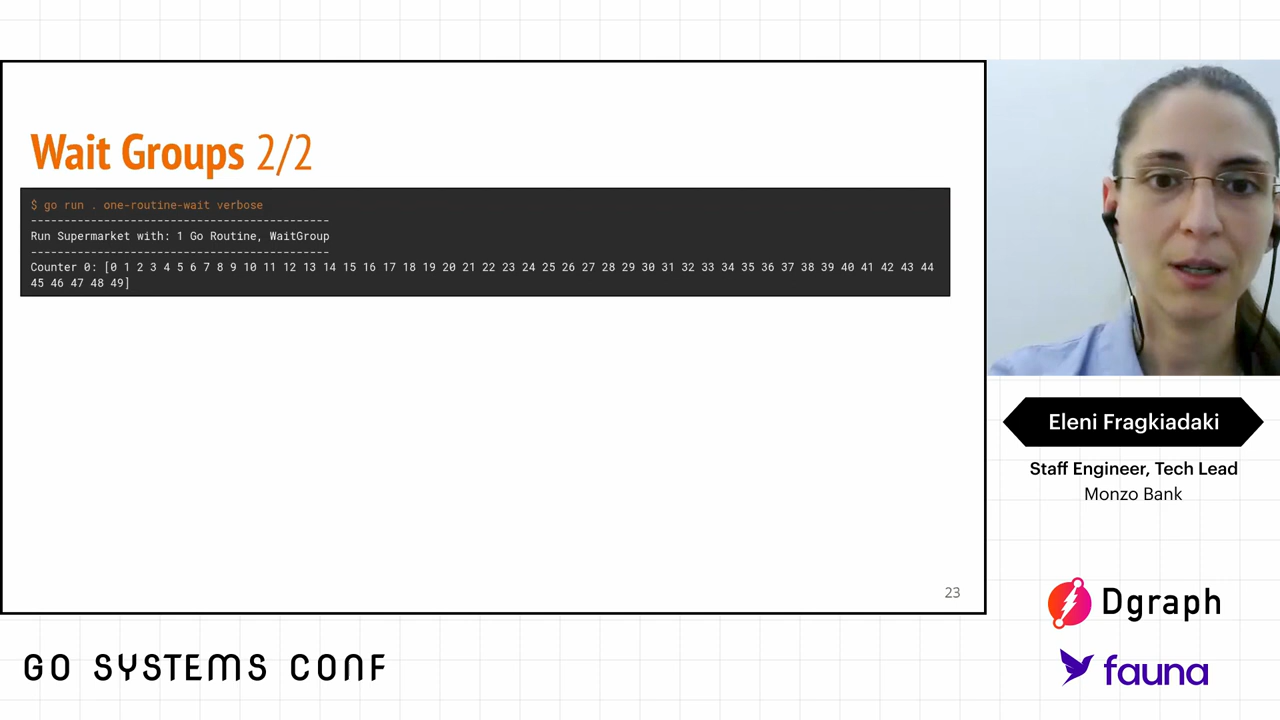 Wait Groups 2/2
$ go run . one-routine-wait verbose
---------------------------------------------
Run Supermarket with: 1 Go Routine, WaitGroup
---------------------------------------------
Counter 0: [0 1 2 3 4 5 6 7 8 9 10 11 12 13 14 15 16 17 18 19 20 21 22 23 24 25 26 27 28 29 30 31 32 33 34 35 36 37 38 39 40 41 42 43 44
45 46 47 48 49]
23
Eleni Fragkiadaki
Staff Engineer, Tech Lead
Monzo Bank
Dgraph
fauna
GO SYSTEMS CONF